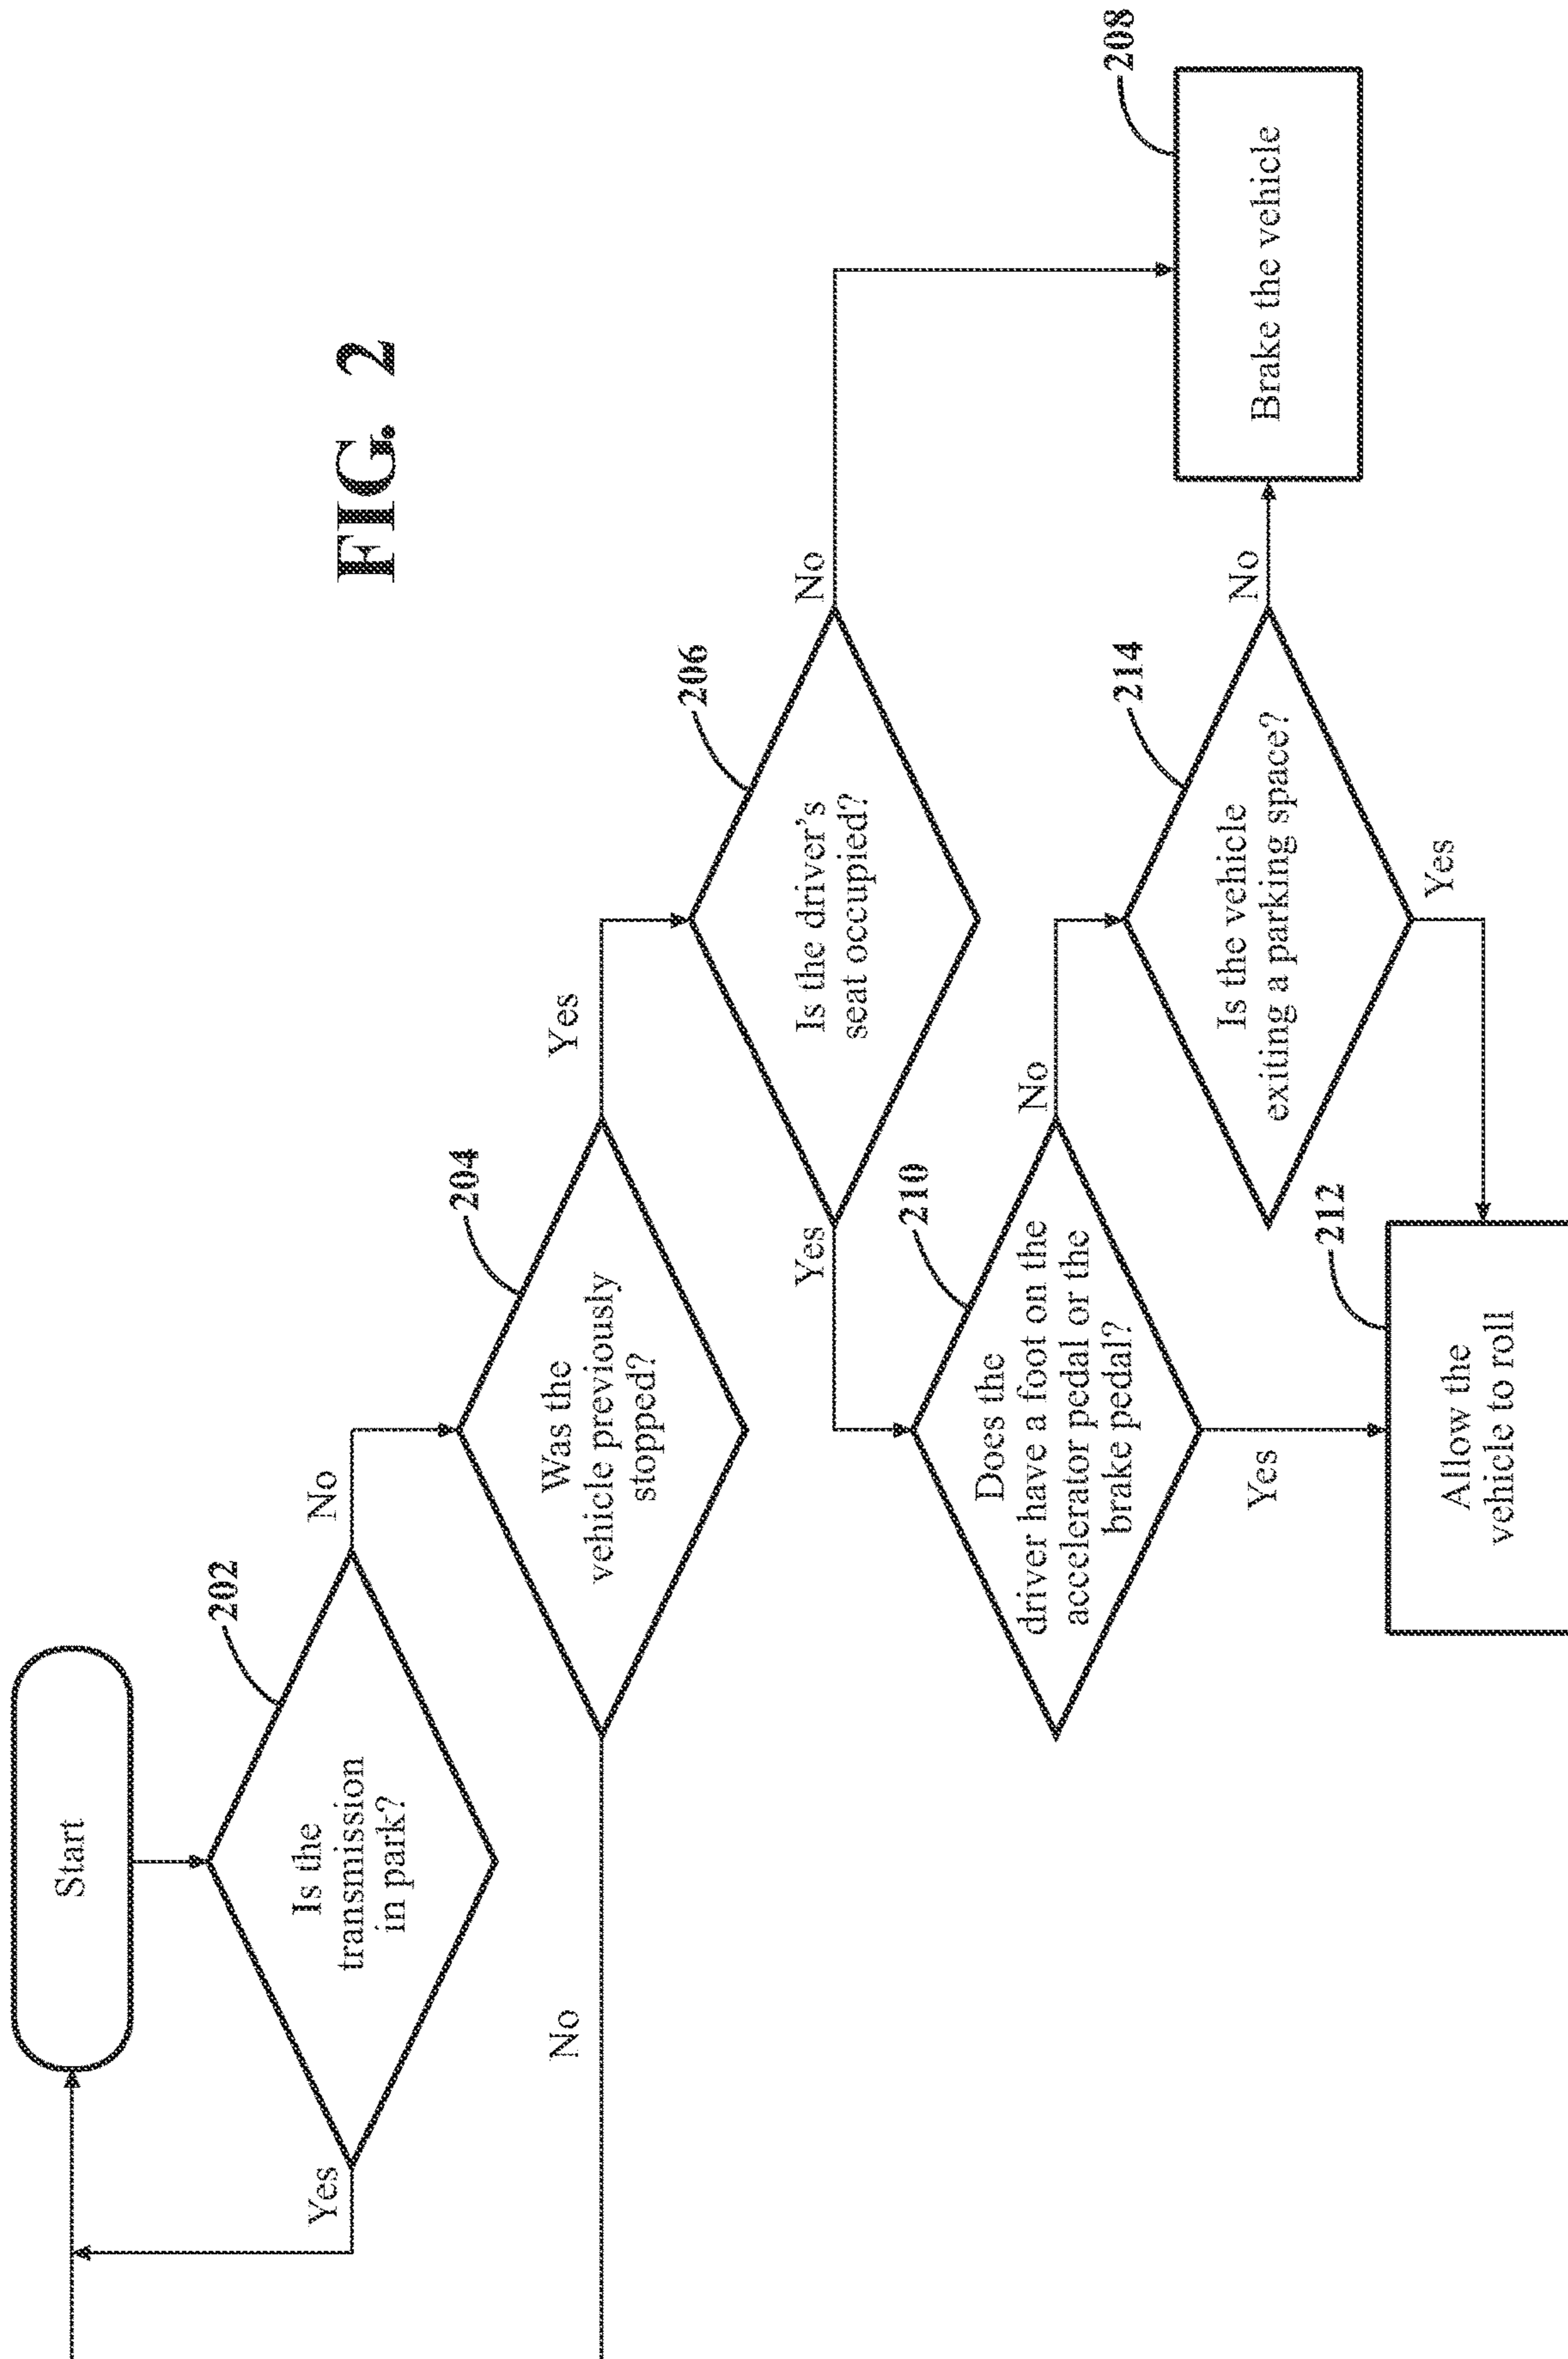 FIG. 2
Start
202
Is the
transmission
in park?
Yes
No
204
Was the
vehicle previously
stopped?
No
Yes
206
Is the driver's
seat occupied?
Yes
No
208
Brake the vehicle
210
Does the
driver have a foot on the
accelerator pedal or the
brake pedal?
No
Yes
214
Is the vehicle
exiting a parking space?
No
Yes
212
Allow the
vehicle to roll